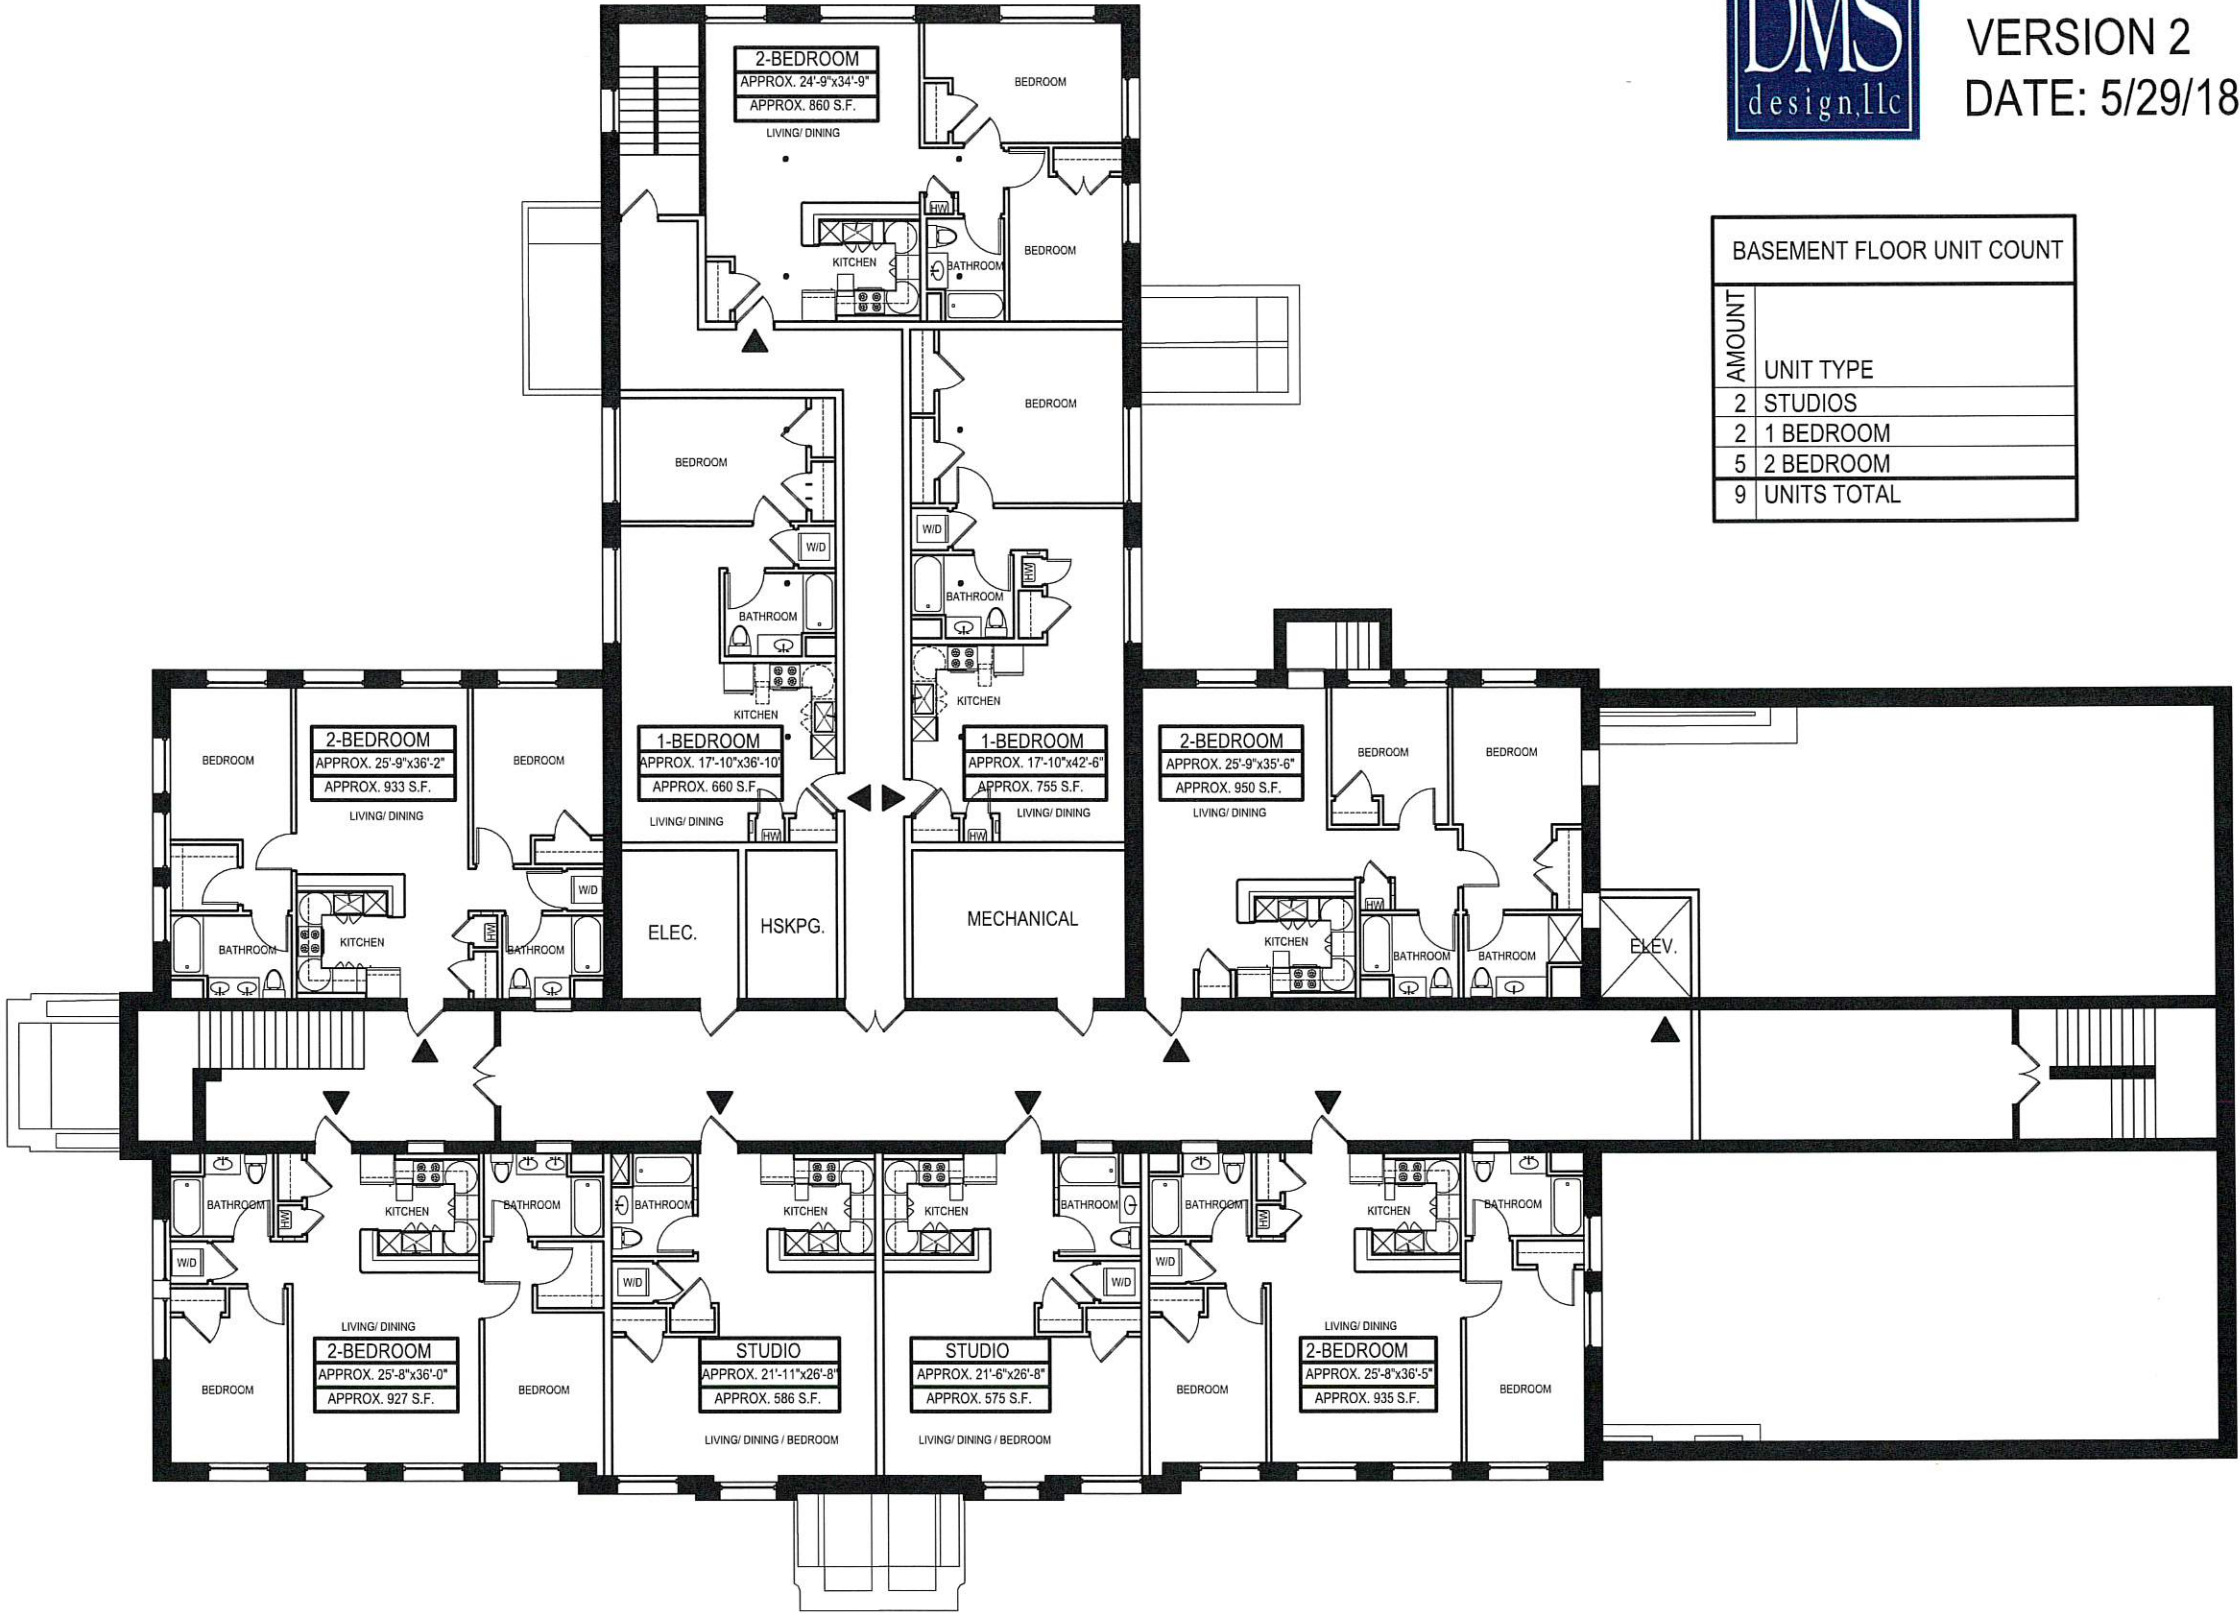 DMS
design,llc
VERSION 2
DATE: 5/29/18
BASEMENT FLOOR UNIT COUNT
AMOUNT
UNIT TYPE
2 STUDIOS
2 1 BEDROOM
5 2 BEDROOM
9 UNITS TOTAL
2-BEDROOM
APPROX. 24'-9"x34'-9"
APPROX. 860 S.F.
LIVING/ DINING
BEDROOM
BEDROOM
HW
KITCHEN
BATHROOM
BEDROOM
BEDROOM
W/D
W/D
BATHROOM
HW
BATHROOM
KITCHEN
KITCHEN
1-BEDROOM
APPROX. 17'-10"x36'-10"
APPROX. 660 S.F.
LIVING/ DINING
HW
1-BEDROOM
APPROX. 17'-10"x42'-6"
APPROX. 755 S.F.
LIVING/ DINING
HW
BEDROOM
2-BEDROOM
APPROX. 25'-9"x36'-2"
APPROX. 933 S.F.
LIVING/ DINING
BEDROOM
W/D
HW
BATHROOM
KITCHEN
BATHROOM
ELEC.
HSKPG.
MECHANICAL
2-BEDROOM
APPROX. 25'-9"x35'-6"
APPROX. 950 S.F.
LIVING/ DINING
BEDROOM
BEDROOM
HW
KITCHEN
BATHROOM
BATHROOM
ELEV.
BATHROOM
HW
KITCHEN
BATHROOM
W/D
LIVING/ DINING
2-BEDROOM
APPROX. 25'-8"x36'-0"
APPROX. 927 S.F.
BEDROOM
BEDROOM
BATHROOM
KITCHEN
W/D
STUDIO
APPROX. 21'-11"x26'-8"
APPROX. 586 S.F.
LIVING/ DINING / BEDROOM
KITCHEN
BATHROOM
W/D
STUDIO
APPROX. 21'-6"x26'-8"
APPROX. 575 S.F.
LIVING/ DINING / BEDROOM
BATHROOM
HW
KITCHEN
BATHROOM
W/D
LIVING/ DINING
2-BEDROOM
APPROX. 25'-8"x36'-5"
APPROX. 935 S.F.
BEDROOM
BEDROOM